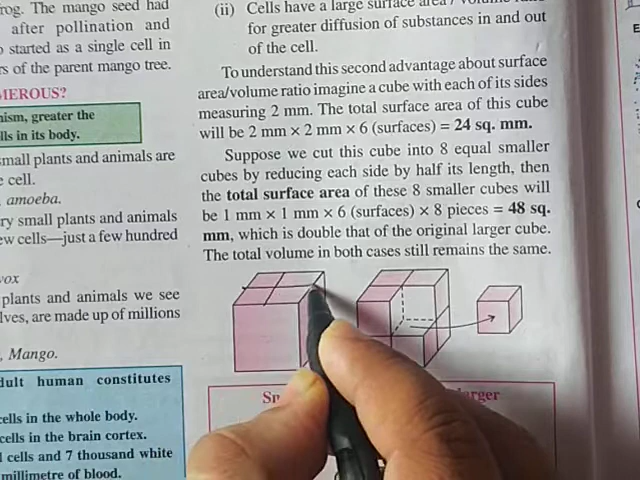 rog. The mango seed had
after pollination and
started as a single cell in
rs of the parent mango tree.
MEROUS?
nism, greater the
lls in its body.
small plants and animals are
e cell.
amoeba.
ry small plants and animals
ew cells—just a few hundred
vox
plants and animals we see
lves, are made up of millions
Mango.
dult human constitutes
cells in the whole body.
cells in the brain cortex.
l cells and 7 thousand white
millimetre of blood.
(ii) Cells have a large surface area / volume
for greater diffusion of substances in and out
of the cell.
To understand this second advantage about surface
area/volume ratio imagine a cube with each of its sides
measuring 2 mm. The total surface area of this cube
will be 2 mm × 2 mm × 6 (surfaces) = 24 sq. mm.
Suppose we cut this cube into 8 equal smaller
cubes by reducing each side by half its length, then
the total surface area of these 8 smaller cubes will
be 1 mm × 1 mm × 6 (surfaces) × 8 pieces = 48 sq.
mm, which is double that of the original larger cube.
The total volume in both cases still remains the same.